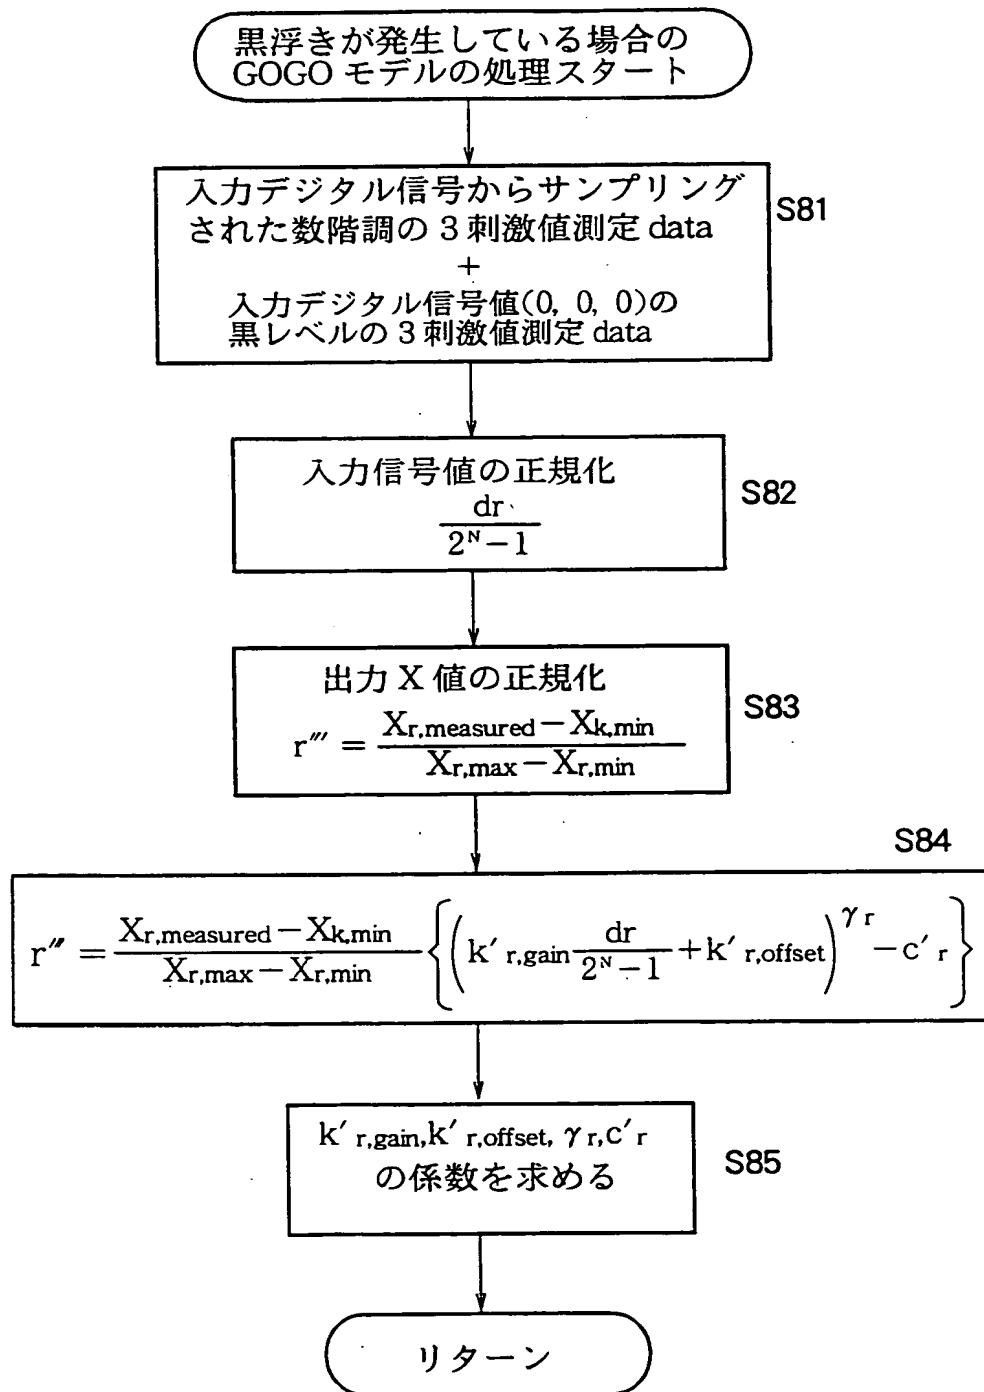 黒浮きが発生している場合の
GOGO モデルの処理スタート
入力デジタル信号からサンプリング
された数階調の 3 刺激値測定 data
+
入力デジタル信号値(0, 0, 0)の
黒レベルの 3 刺激値測定 data
S81
入力信号値の正規化
dr
2^N−1
S82
出力 X 値の正規化
r‴ = (Xr,measured − Xk,min) / (Xr,max − Xr,min)
S83
S84
r‴ = (Xr,measured − Xk,min) / (Xr,max − Xr,min) { ( k′r,gain dr / (2^N−1) + k′r,offset )^γr − c′r }
k′r,gain, k′r,offset, γr, c′r
の係数を求める
S85
リターン